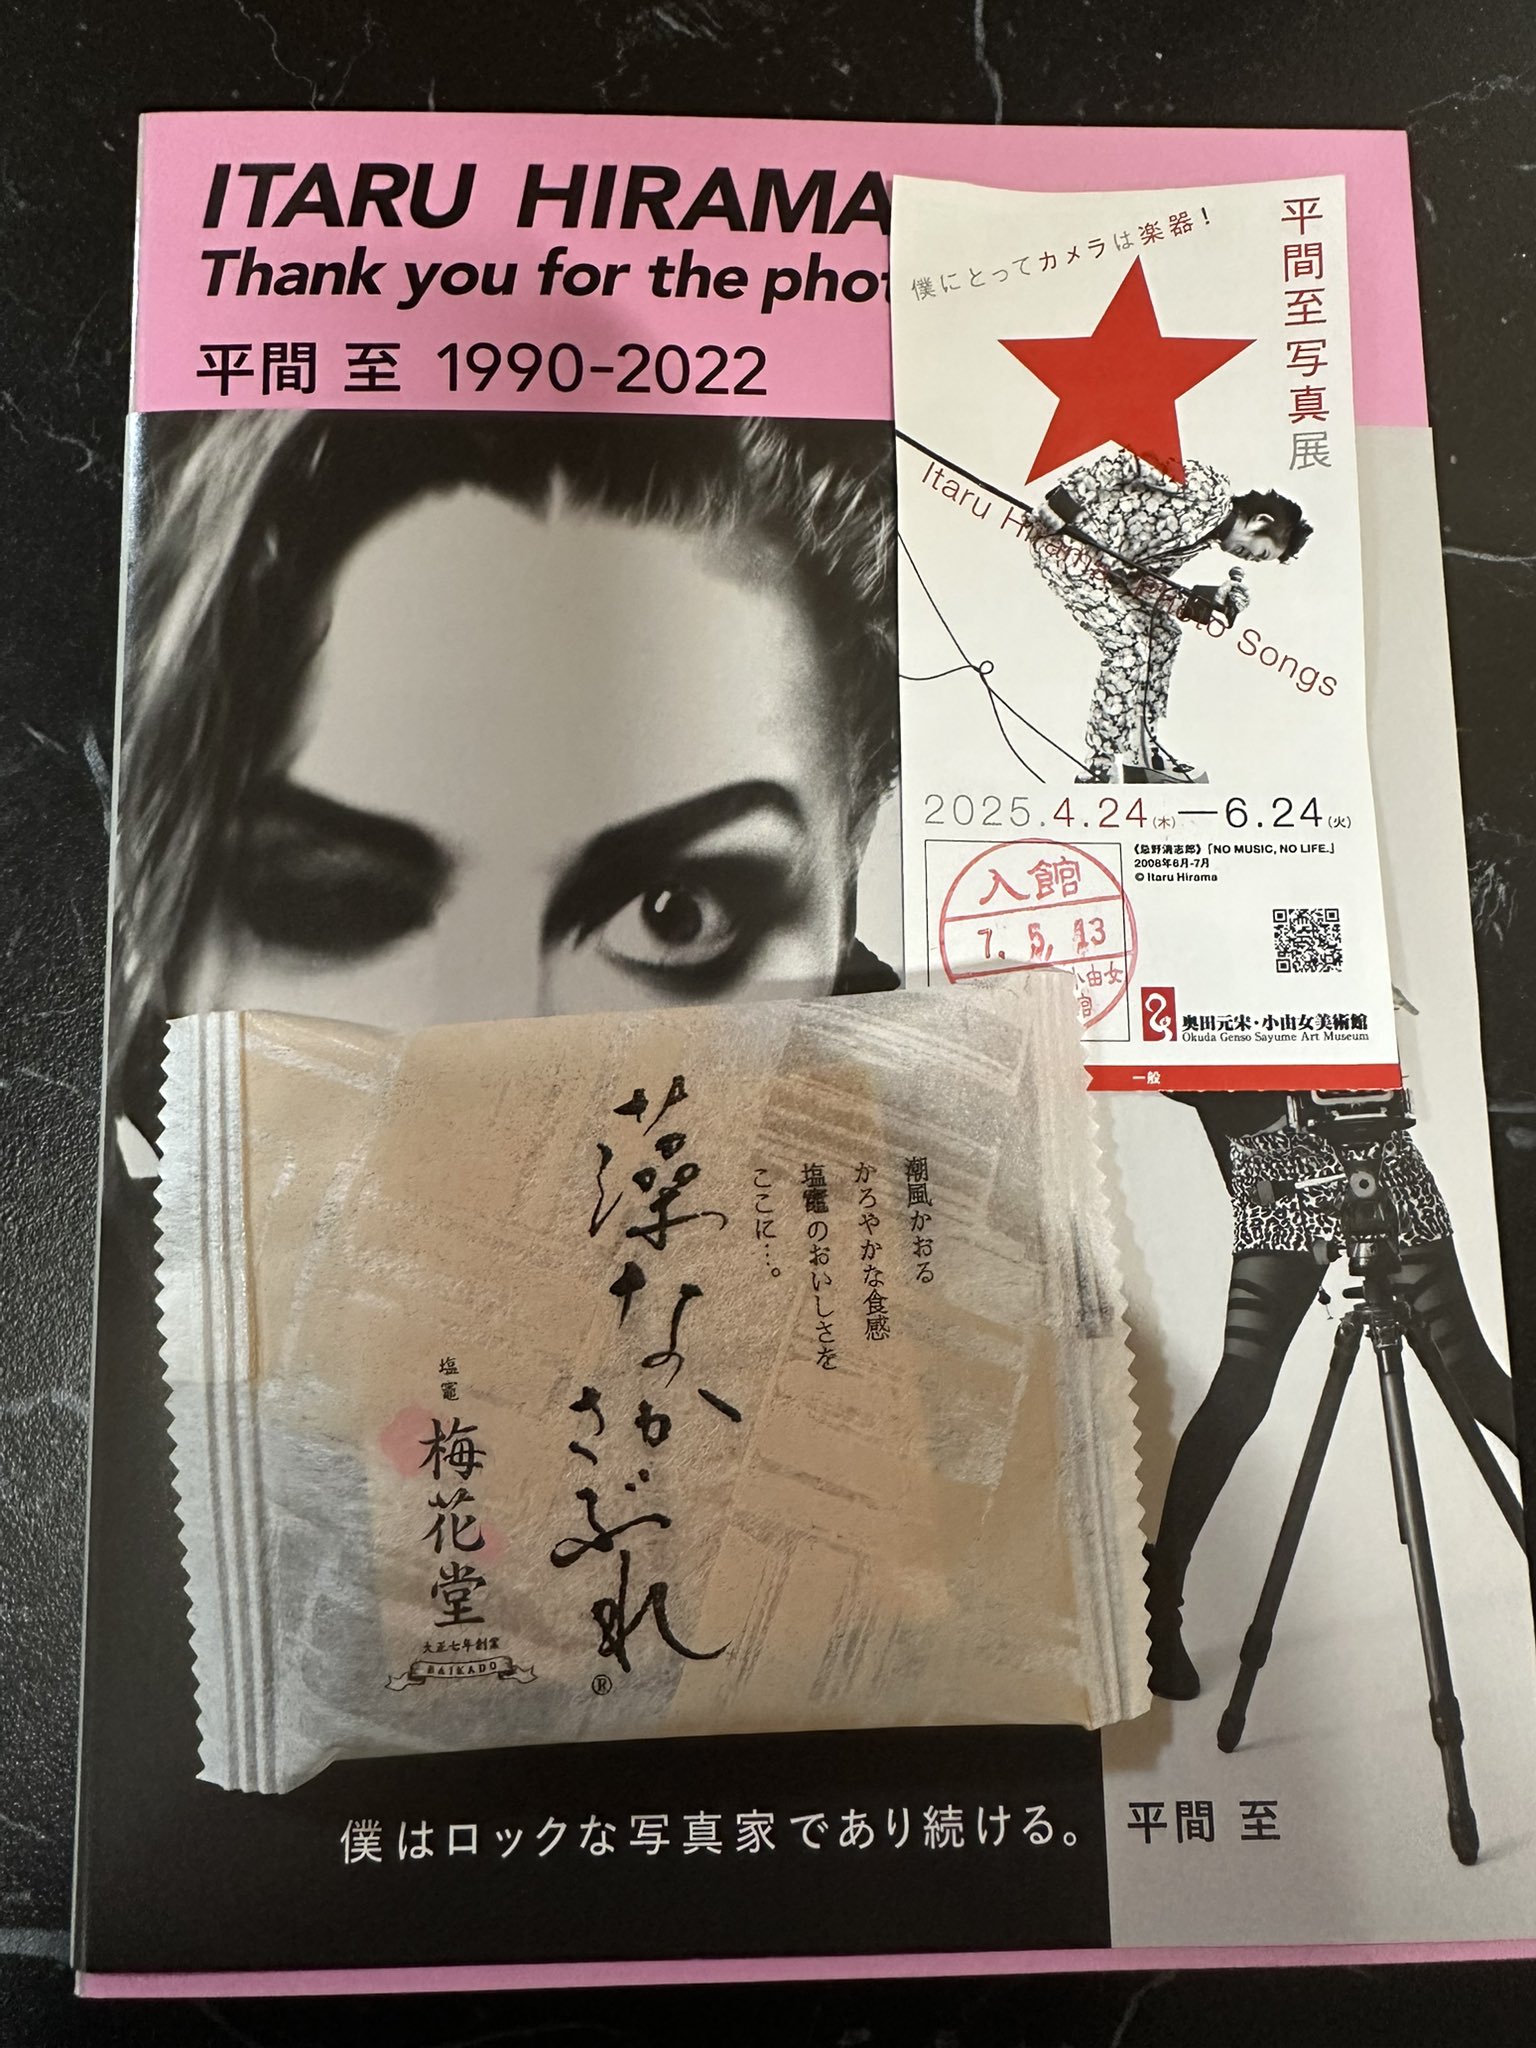 ITARU HIRAMA
Thank you for the
平間 至 1990-2022
僕にとってカメラは楽器！
平間至写真展
Itaru Hirama Photo Songs
2025.4.24(木)—6.24(火)
《忌野清志郎》「NO MUSIC, NO LIFE.」
2008年6月-7月
© Itaru Hirama
入館
7. 5. 13
小由女
館
奥田元宋・小由女美術館
Okuda Genso Sayume Art Museum
一般
潮風かおる
かろやかな食感
塩竈のおいしさを
ここに…。
藻なか
さぶれ
®
塩竈
梅花堂
大正七年創業
BAIKADO
僕はロックな写真家であり続ける。 平間 至